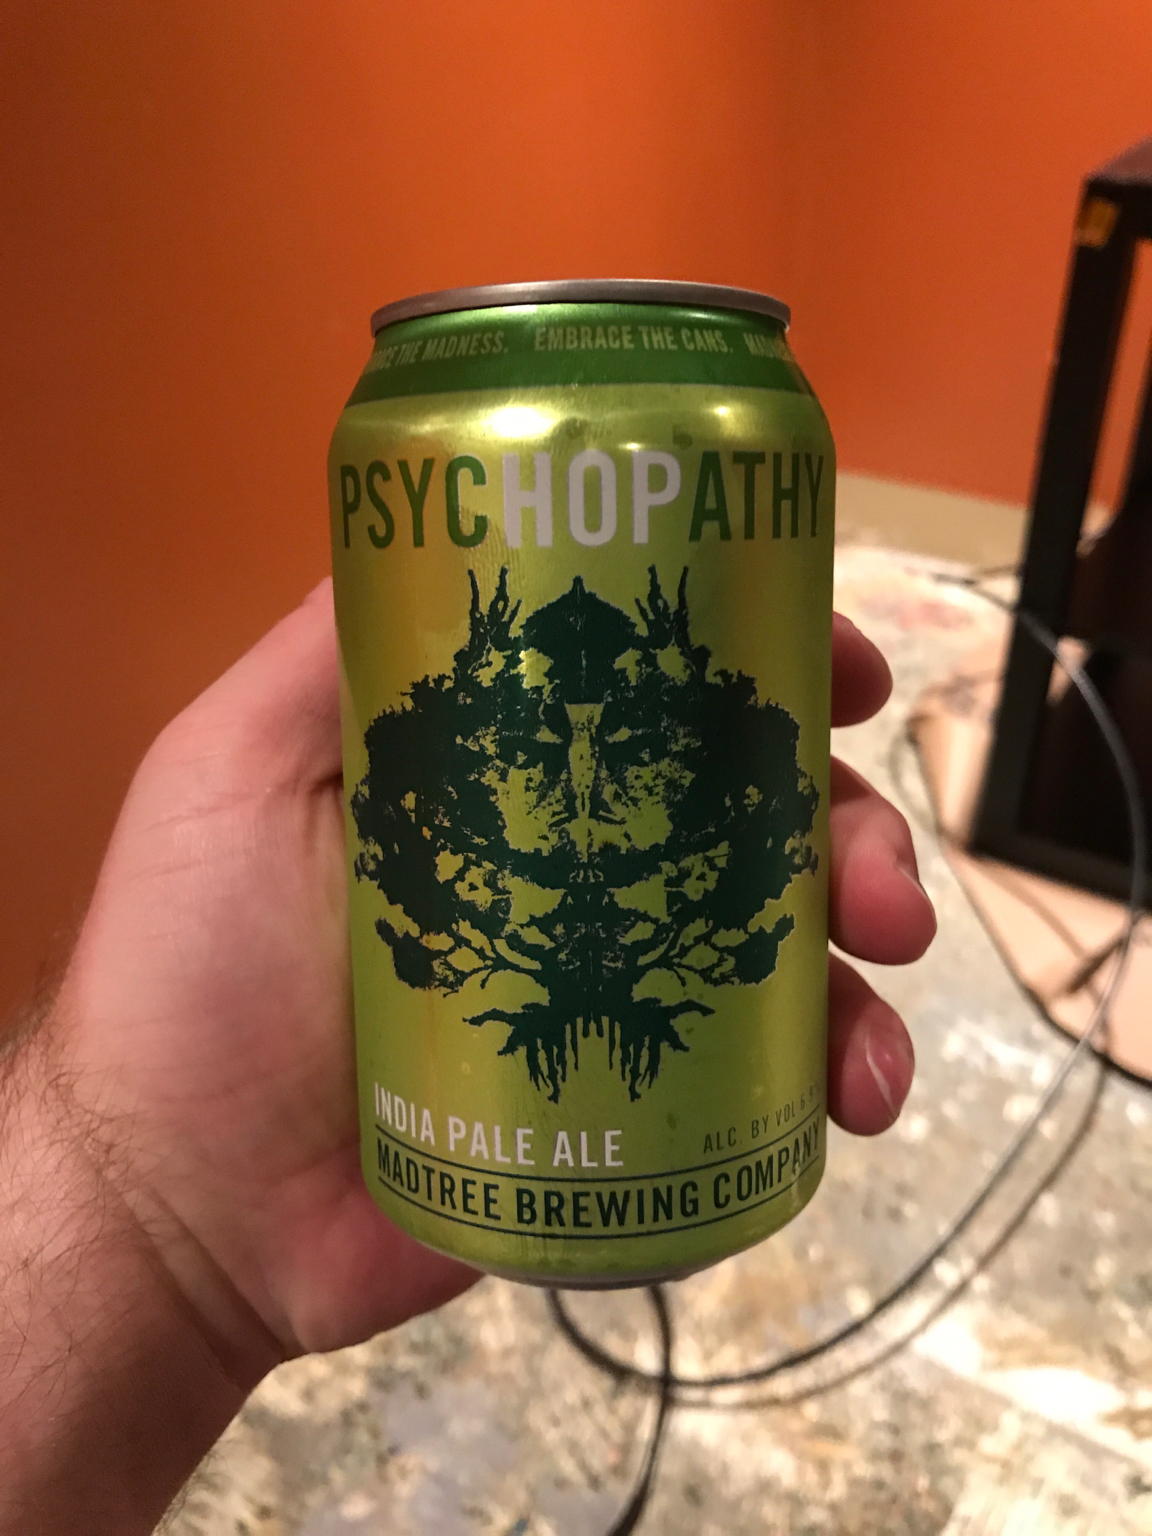 THE MADNESS. EMBRACE THE CANS.
PSYCHOPATHY
INDIA PALE ALE
ALC. BY VOL
MADTREE BREWING COMPANY